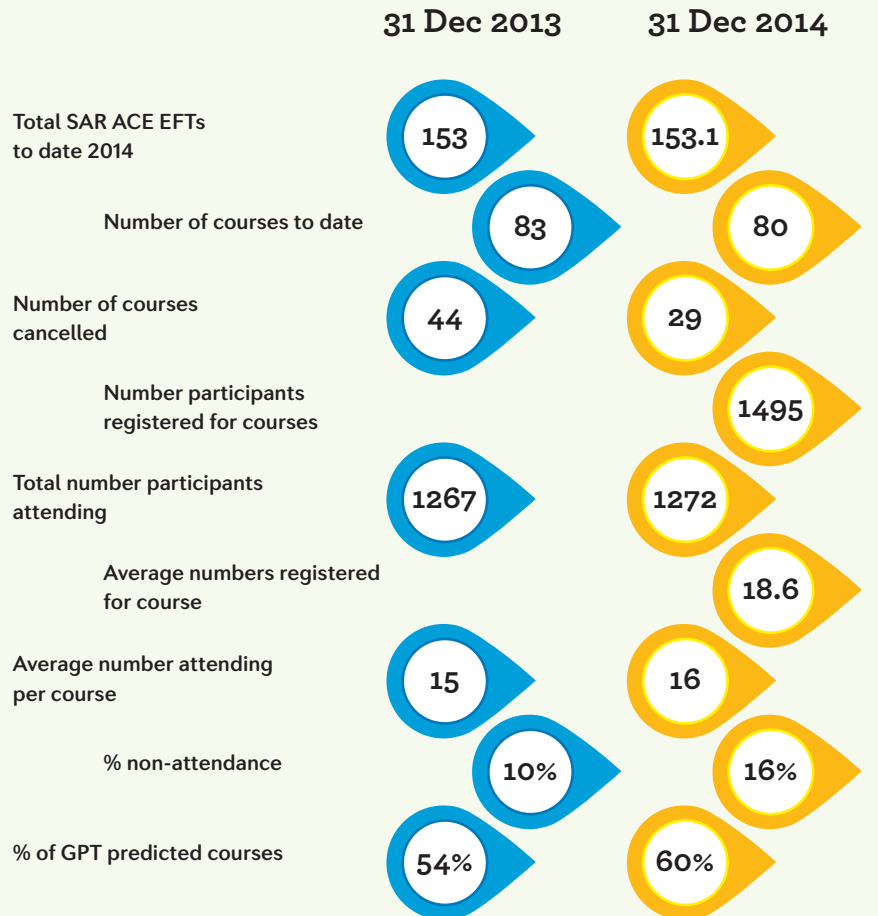 31 Dec 2013 31 Dec 2014
Total SAR ACE EFTs
to date 2014
153 153.1
Number of courses to date 83 80
Number of courses
cancelled
44 29
Number participants
registered for courses
1495
Total number participants
attending
1267 1272
Average numbers registered
for course
18.6
Average number attending
per course
15 16
% non-attendance 10% 16%
% of GPT predicted courses 54% 60%